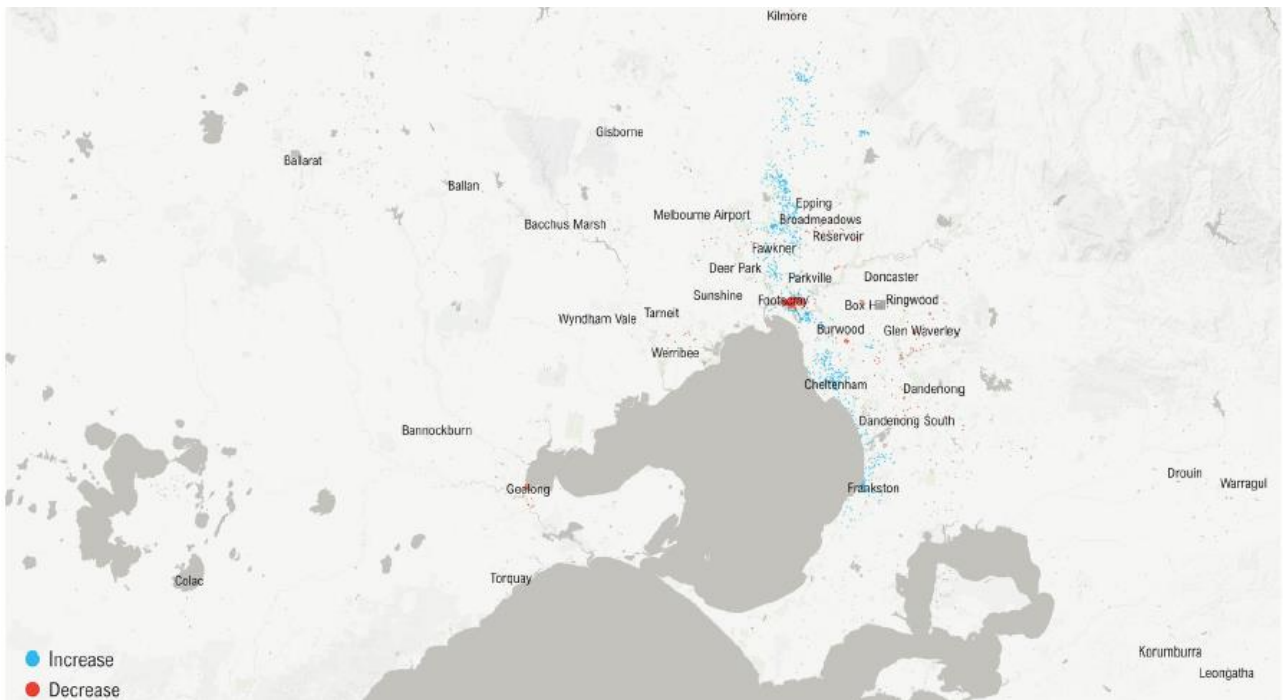 Kilmore
Gisborne
Ballarat
Ballan
Epping
Melbourne Airport
Broadmeadows
Bacchus Marsh
Reservoir
Fawkner
Deer Park
Parkville
Doncaster
Sunshine
Footscray
Box H
Ringwood
Tarneit
Wyndham Vale
Burwood
Glen Waverley
Werribee
Cheltenham
Dandenong
Dandenong South
Bannockburn
Drouin
Geelong
Frankston
Warragul
Colac
Torquay
Korumburra
Leongatha
Increase
Decrease